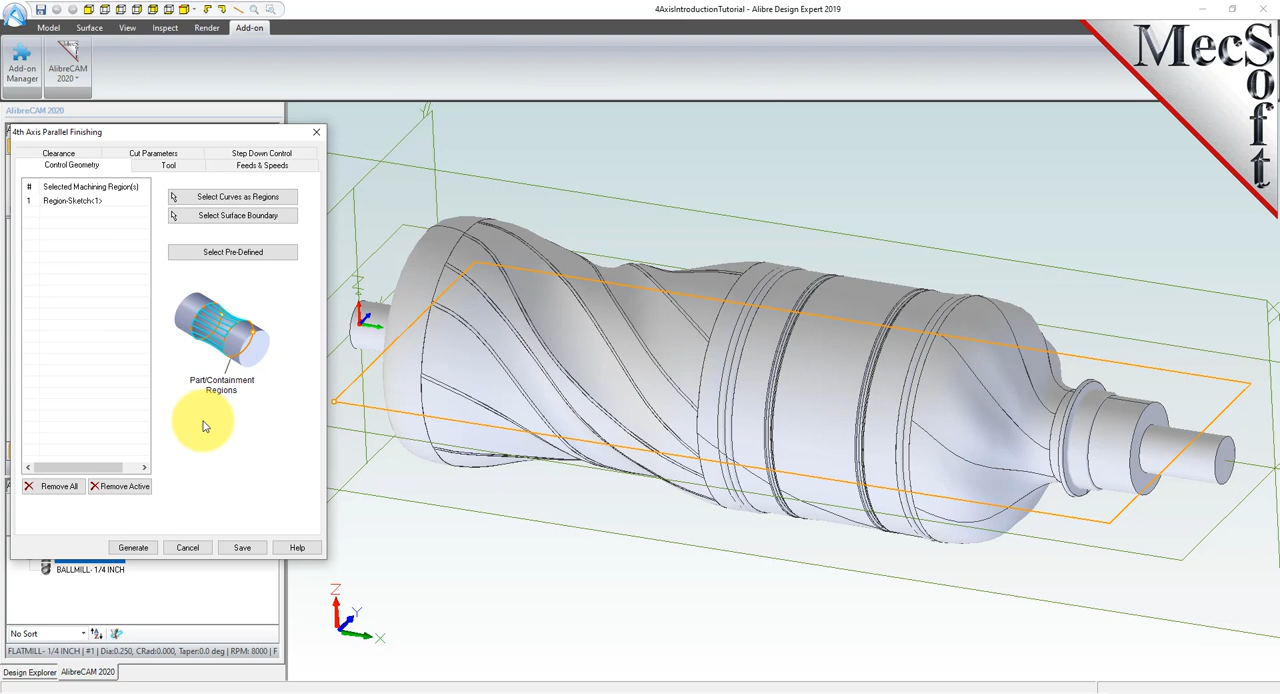 4AxisIntroductionTutorial - Alibre Design Expert 2019
Model Surface View Inspect Render Add-on
Add-on
Manager
AlibreCAM
2020
MecSoft
AlibreCAM 2020
4th Axis Parallel Finishing
Clearance Cut Parameters Step Down Control
Control Geometry Tool Feeds & Speeds
# Selected Machining Region(s)
1 Region-Sketch<1>
Select Curves as Regions
Select Surface Boundary
Select Pre-Defined
Part/Containment
Regions
Remove All Remove Active
Generate Cancel Save Help
BALLMILL- 1/4 INCH
Z
Y
X
No Sort
FLATMILL- 1/4 INCH | #1 | Dia:0.250, CRad:0.000, Taper:0.0 deg | RPM: 8000 | F
Design Explorer AlibreCAM 2020